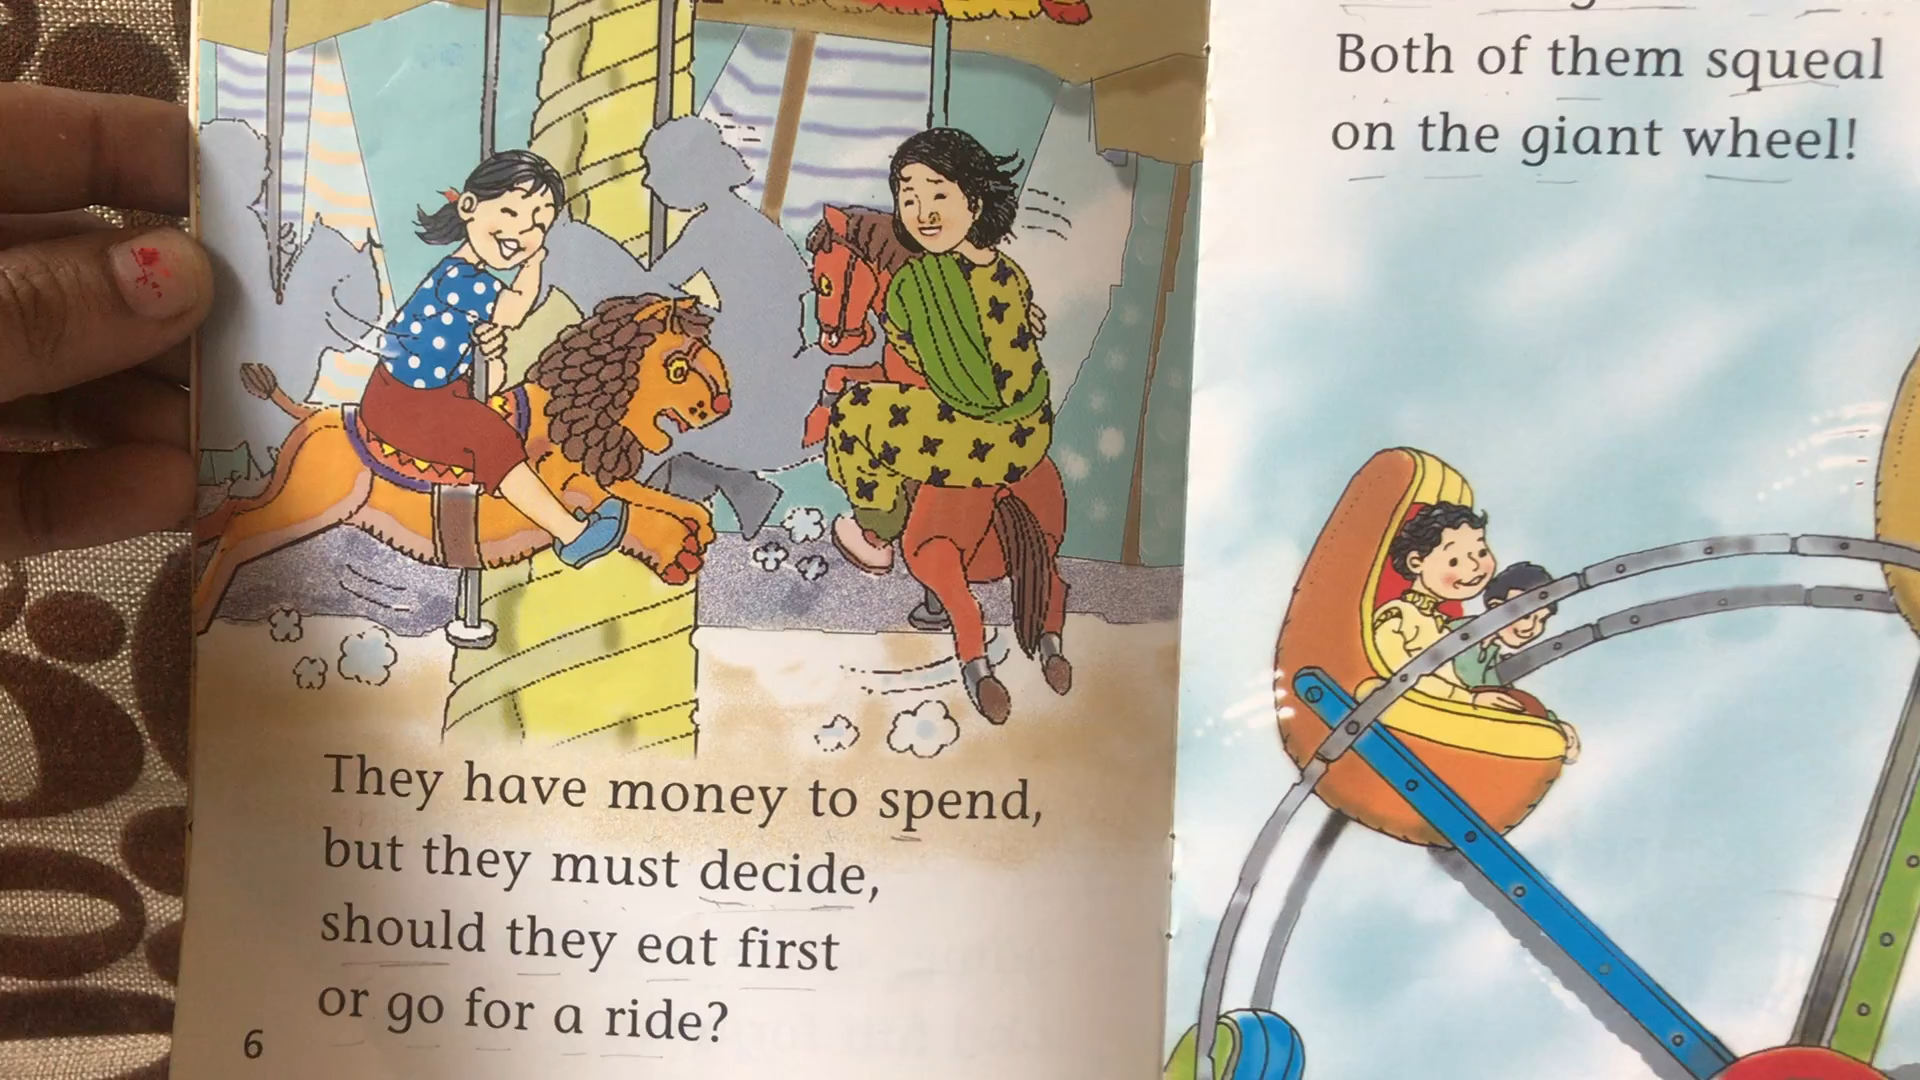 They have money to spend,
but they must decide,
should they eat first
or go for a ride?
6
Both of them squeal
on the giant wheel!